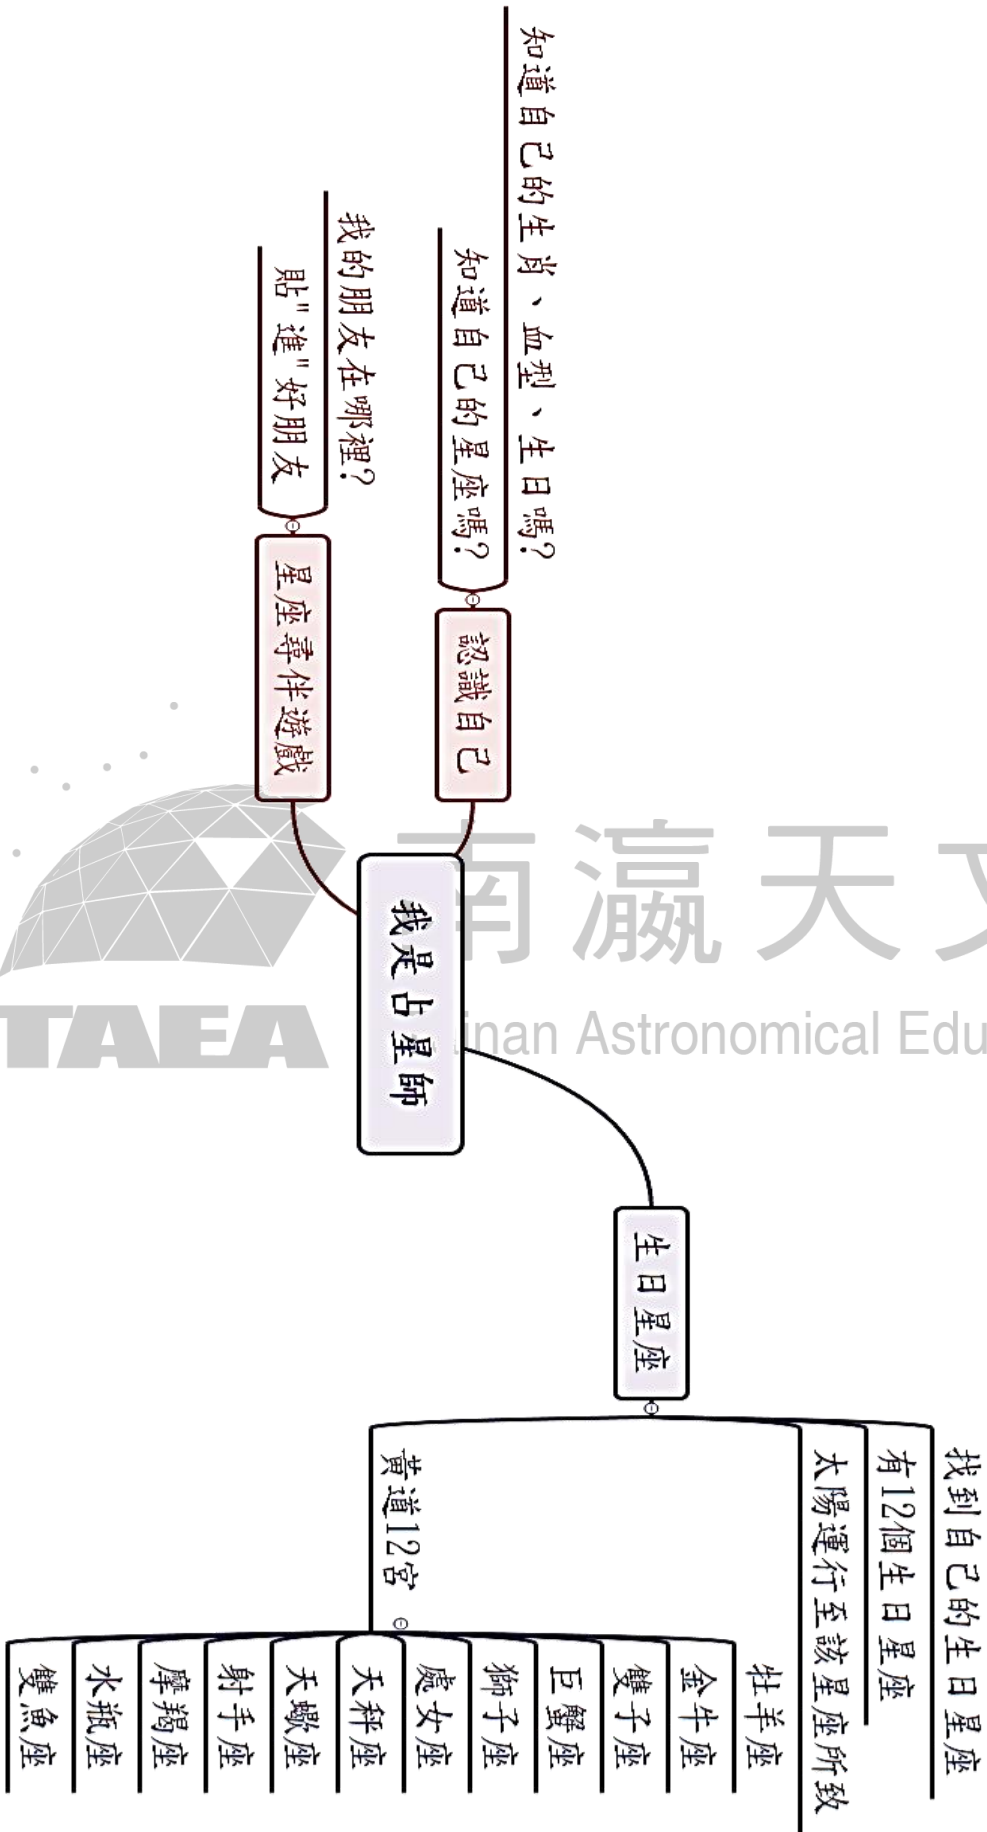 知道自己的生肖、血型、生日嗎?
知道自己的星座嗎?
認識自己
我的朋友在哪裡?
貼"進"好朋友
星座尋伴遊戲
我是占星師
生日星座
找到自己的生日星座
有12個生日星座
太陽運行至該星座所致
黃道12宮
牡羊座
金牛座
雙子座
巨蟹座
獅子座
處女座
天秤座
天蠍座
射手座
摩羯座
水瓶座
雙魚座
南瀛天文
TAEA
inan Astronomical Edu